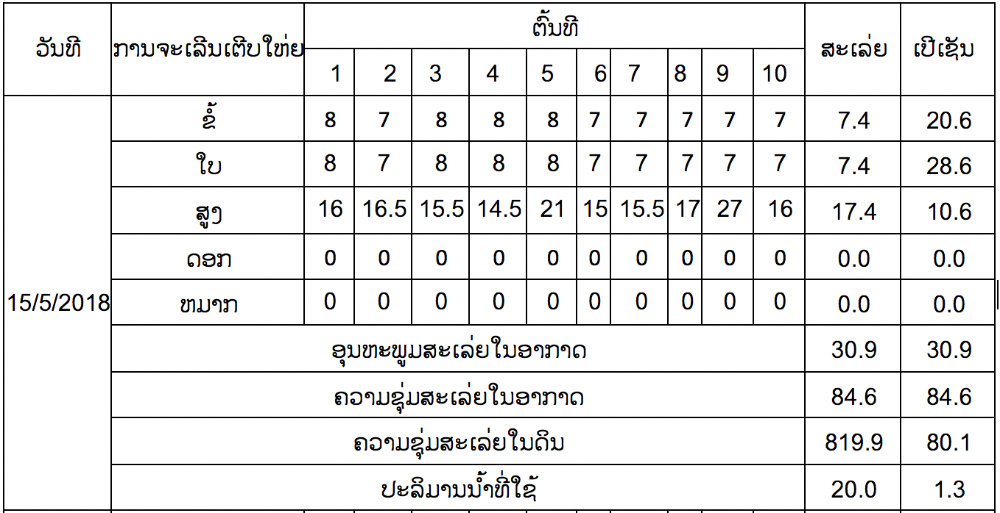 ວັນທີ ການຈະເລີນເຕີບໃຫ່ຍ ຕົ້ນທີ ສະເລ່ຍ ເປີເຊັນ
1 2 3 4 5 6 7 8 9 10
15/5/2018
ຂໍ້ 8 7 8 8 8 7 7 7 7 7 7.4 20.6
ໃບ 8 7 8 8 8 7 7 7 7 7 7.4 28.6
ສູງ 16 16.5 15.5 14.5 21 15 15.5 17 27 16 17.4 10.6
ດອກ 0 0 0 0 0 0 0 0 0 0 0.0 0.0
ຫມາກ 0 0 0 0 0 0 0 0 0 0 0.0 0.0
ອຸນຫະພູມສະເລ່ຍໃນອາກາດ 30.9 30.9
ຄວາມຊຸ່ມສະເລ່ຍໃນອາກາດ 84.6 84.6
ຄວາມຊຸ່ມສະເລ່ຍໃນດິນ 819.9 80.1
ປະລິມານນ້ຳທີ່ໃຊ້ 20.0 1.3